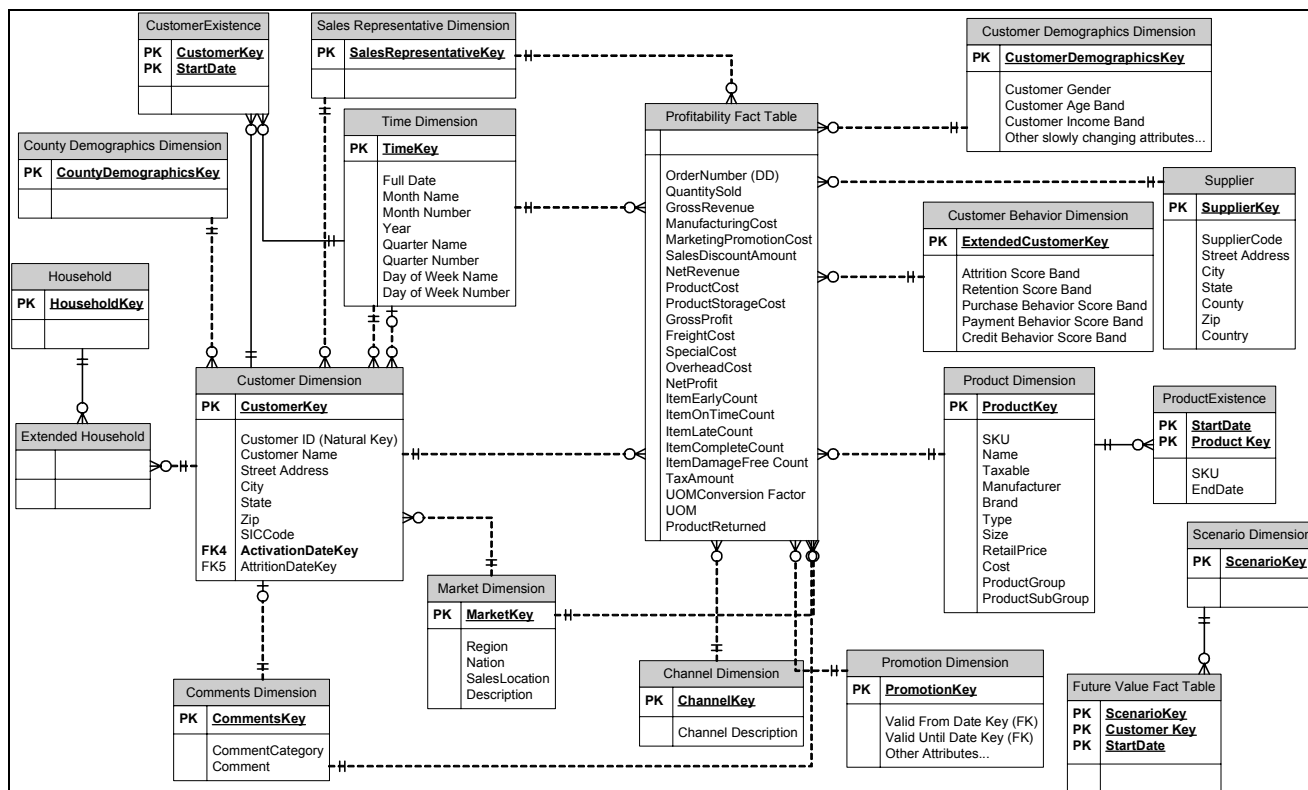 CustomerExistence
PK CustomerKey
PK StartDate
Sales Representative Dimension
PK SalesRepresentativeKey
Customer Demographics Dimension
PK CustomerDemographicsKey
Customer Gender
Customer Age Band
Customer Income Band
Other slowly changing attributes...
County Demographics Dimension
PK CountyDemographicsKey
Time Dimension
PK TimeKey
Full Date
Month Name
Month Number
Year
Quarter Name
Quarter Number
Day of Week Name
Day of Week Number
Profitability Fact Table
OrderNumber (DD)
QuantitySold
GrossRevenue
ManufacturingCost
MarketingPromotionCost
SalesDiscountAmount
NetRevenue
ProductCost
ProductStorageCost
GrossProfit
FreightCost
SpecialCost
OverheadCost
NetProfit
ItemEarlyCount
ItemOnTimeCount
ItemLateCount
ItemCompleteCount
ItemDamageFree Count
TaxAmount
UOMConversion Factor
UOM
ProductReturned
Supplier
PK SupplierKey
SupplierCode
Street Address
City
State
County
Zip
Country
Customer Behavior Dimension
PK ExtendedCustomerKey
Attrition Score Band
Retention Score Band
Purchase Behavior Score Band
Payment Behavior Score Band
Credit Behavior Score Band
Household
PK HouseholdKey
Extended Household
Customer Dimension
PK CustomerKey
Customer ID (Natural Key)
Customer Name
Street Address
City
State
Zip
SICCode
FK4 ActivationDateKey
FK5 AttritionDateKey
Product Dimension
PK ProductKey
SKU
Name
Taxable
Manufacturer
Brand
Type
Size
RetailPrice
Cost
ProductGroup
ProductSubGroup
ProductExistence
PK StartDate
PK Product Key
SKU
EndDate
Scenario Dimension
PK ScenarioKey
Market Dimension
PK MarketKey
Region
Nation
SalesLocation
Description
Comments Dimension
PK CommentsKey
CommentCategory
Comment
Channel Dimension
PK ChannelKey
Channel Description
Promotion Dimension
PK PromotionKey
Valid From Date Key (FK)
Valid Until Date Key (FK)
Other Attributes...
Future Value Fact Table
PK ScenarioKey
PK Customer Key
PK StartDate